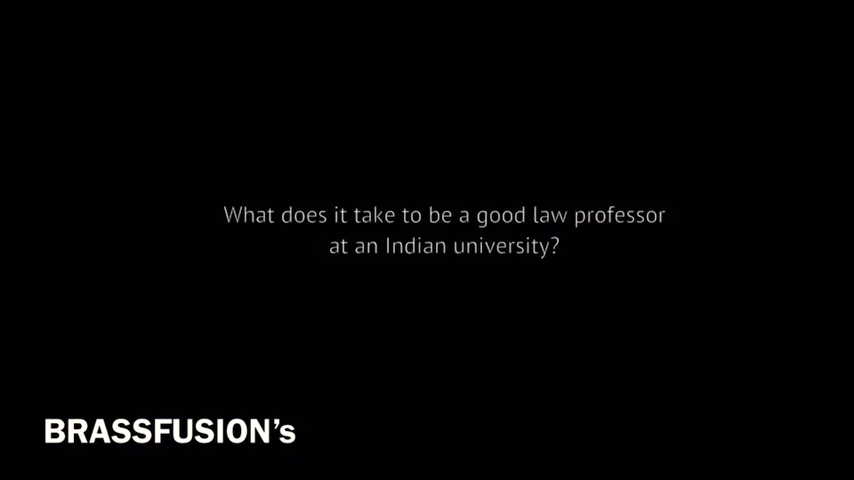 What does it take to be a good law professor
at an Indian university?
BRASSFUSION's